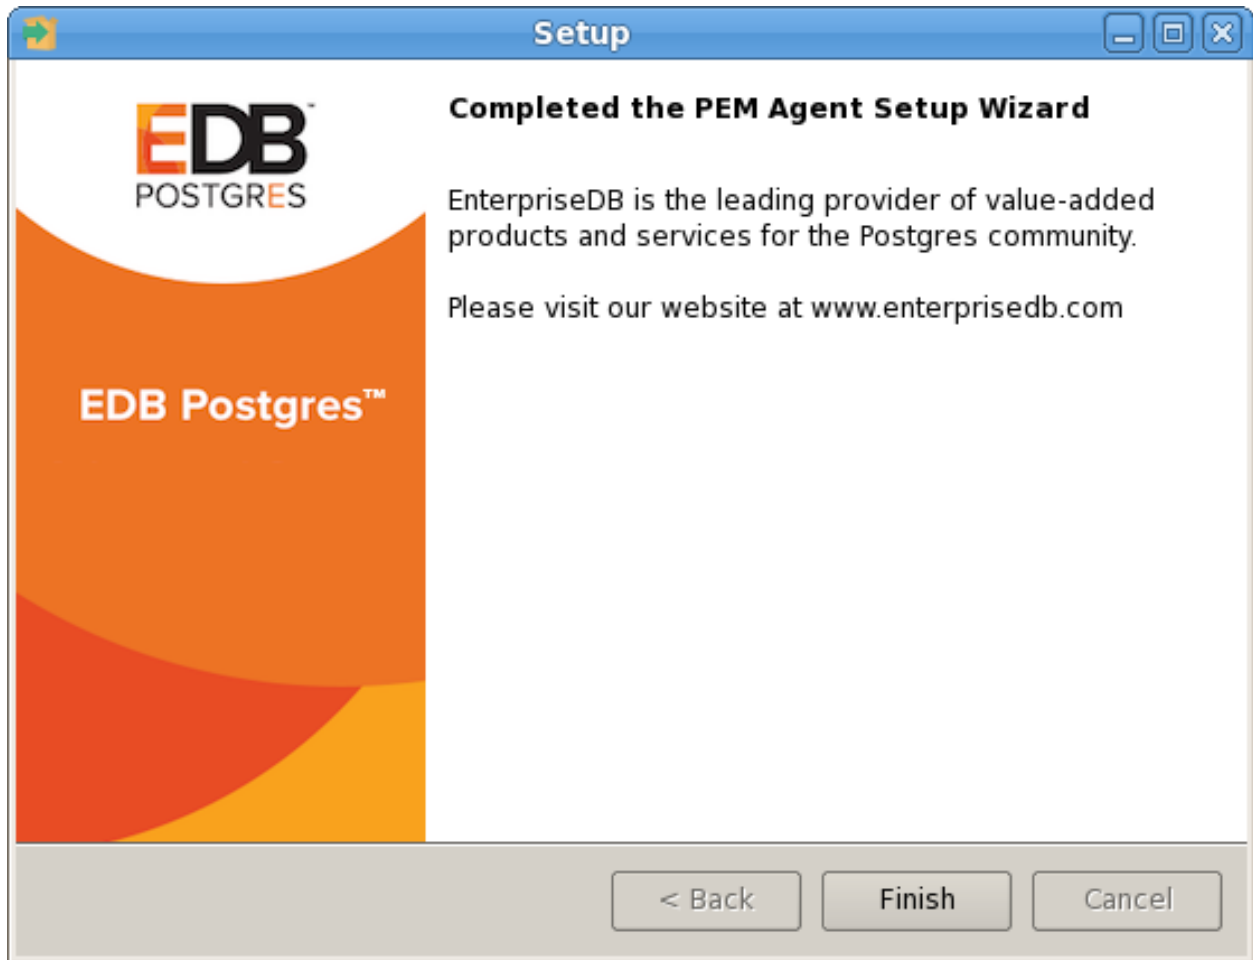 Setup
EDB™
POSTGRES
EDB Postgres™
Completed the PEM Agent Setup Wizard
EnterpriseDB is the leading provider of value-added
products and services for the Postgres community.
Please visit our website at www.enterprisedb.com
< Back
Finish
Cancel